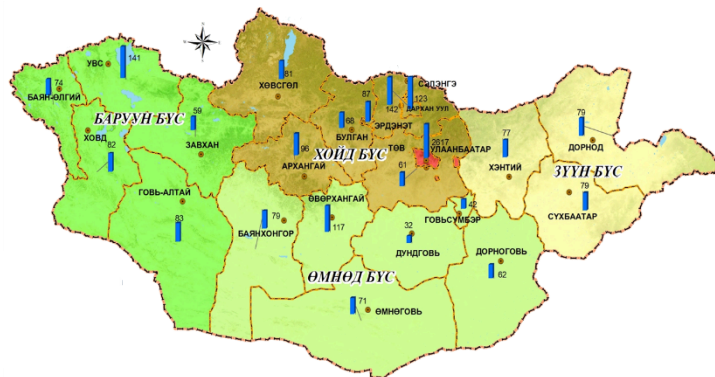 УВС
141
74
БАЯН-ӨЛГИЙ
БАРУУН БҮС
ХОВД
82
59
ЗАВХАН
ГОВЬ-АЛТАЙ
83
81
ХӨВСГӨЛ
87
142
СЭЛЭНГЭ
123
ДАРХАН УУЛ
68
БУЛГАН
ЭРДЭНЭТ
96
АРХАНГАЙ
ХОЙД БҮС
ТӨВ
61
УЛААНБААТАР
2817
77
ХЭНТИЙ
79
ДОРНОД
ЗҮҮН БҮС
79
СҮХБААТАР
42
ГОВЬСҮМБЭР
ӨВӨРХАНГАЙ
117
79
БАЯНХОНГОР
32
ДУНДГОВЬ
ДОРНОГОВЬ
62
ӨМНӨД БҮС
71
ӨМНӨГОВЬ